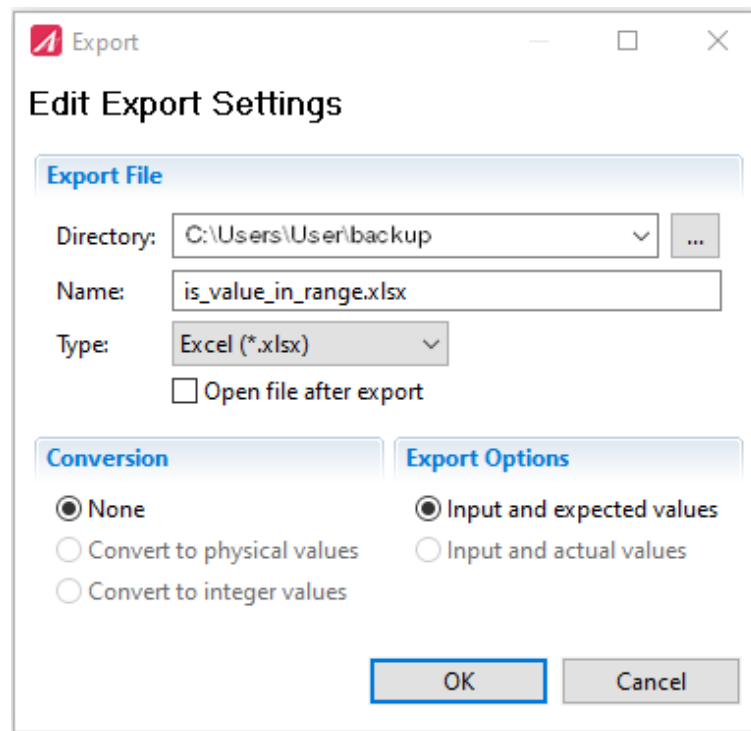 Export
Edit Export Settings
Export File
Directory: C:\Users\User\backup ...
Name: is_value_in_range.xlsx
Type: Excel (*.xlsx)
Open file after export
Conversion Export Options
None Input and expected values
Convert to physical values Input and actual values
Convert to integer values
OK Cancel